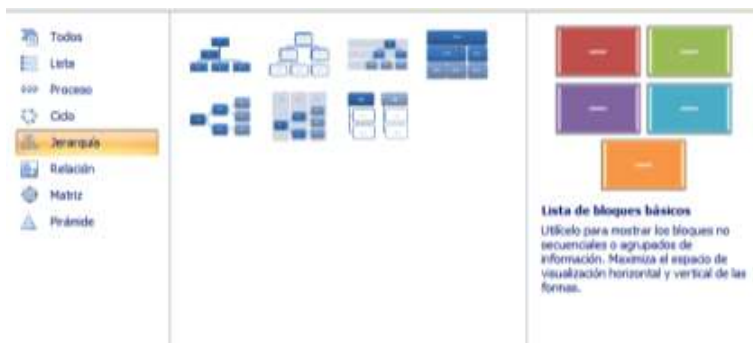 Todos
Lista
Proceso
Ciclo
Jerarquía
Relación
Matriz
Pirámide
Lista de bloques básicos
Utilícelo para mostrar los bloques no
secuenciales o agrupados de
información. Maximiza el espacio de
visualización horizontal y vertical de las
formas.